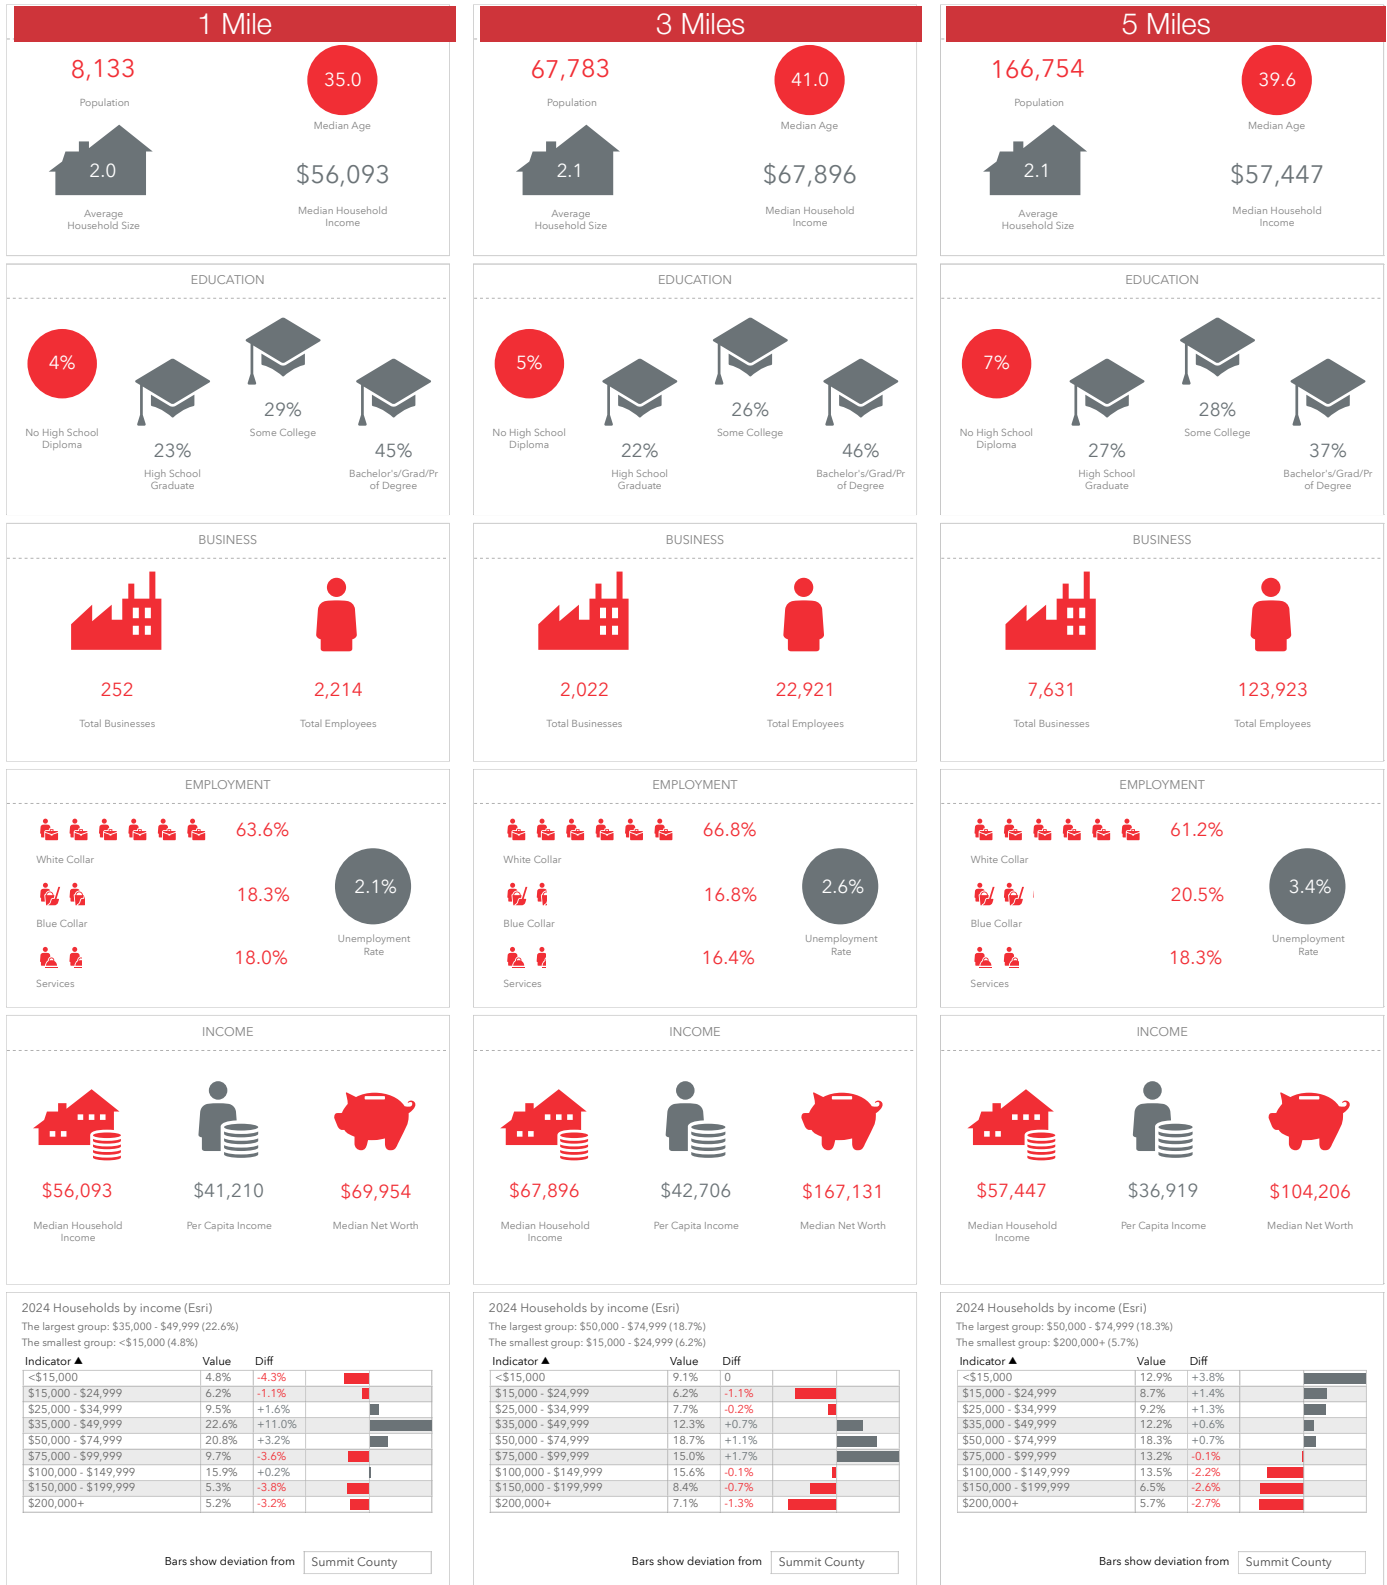 1 Mile
8,133
Population
35.0
Median Age
2.0
Average
Household Size
$56,093
Median Household
Income
EDUCATION
4%
No High School
Diploma
23%
High School
Graduate
29%
Some College
45%
Bachelor's/Grad/Pr
of Degree
BUSINESS
252
Total Businesses
2,214
Total Employees
EMPLOYMENT
63.6%
White Collar
18.3%
Blue Collar
18.0%
Services
2.1%
Unemployment
Rate
INCOME
$56,093
Median Household
Income
$41,210
Per Capita Income
$69,954
Median Net Worth
2024 Households by income (Esri)
The largest group: $35,000 - $49,999 (22.6%)
The smallest group: <$15,000 (4.8%)
Indicator ▲ Value Diff
<$15,000 4.8% -4.3%
$15,000 - $24,999 6.2% -1.1%
$25,000 - $34,999 9.5% +1.6%
$35,000 - $49,999 22.6% +11.0%
$50,000 - $74,999 20.8% +3.2%
$75,000 - $99,999 9.7% -3.6%
$100,000 - $149,999 15.9% +0.2%
$150,000 - $199,999 5.3% -3.8%
$200,000+ 5.2% -3.2%
Bars show deviation from Summit County
3 Miles
67,783
Population
41.0
Median Age
2.1
Average
Household Size
$67,896
Median Household
Income
EDUCATION
5%
No High School
Diploma
22%
High School
Graduate
26%
Some College
46%
Bachelor's/Grad/Pr
of Degree
BUSINESS
2,022
Total Businesses
22,921
Total Employees
EMPLOYMENT
66.8%
White Collar
16.8%
Blue Collar
16.4%
Services
2.6%
Unemployment
Rate
INCOME
$67,896
Median Household
Income
$42,706
Per Capita Income
$167,131
Median Net Worth
2024 Households by income (Esri)
The largest group: $50,000 - $74,999 (18.7%)
The smallest group: $15,000 - $24,999 (6.2%)
Indicator ▲ Value Diff
<$15,000 9.1% 0
$15,000 - $24,999 6.2% -1.1%
$25,000 - $34,999 7.7% -0.2%
$35,000 - $49,999 12.3% +0.7%
$50,000 - $74,999 18.7% +1.1%
$75,000 - $99,999 15.0% +1.7%
$100,000 - $149,999 15.6% -0.1%
$150,000 - $199,999 8.4% -0.7%
$200,000+ 7.1% -1.3%
Bars show deviation from Summit County
5 Miles
166,754
Population
39.6
Median Age
2.1
Average
Household Size
$57,447
Median Household
Income
EDUCATION
7%
No High School
Diploma
27%
High School
Graduate
28%
Some College
37%
Bachelor's/Grad/Pr
of Degree
BUSINESS
7,631
Total Businesses
123,923
Total Employees
EMPLOYMENT
61.2%
White Collar
20.5%
Blue Collar
18.3%
Services
3.4%
Unemployment
Rate
INCOME
$57,447
Median Household
Income
$36,919
Per Capita Income
$104,206
Median Net Worth
2024 Households by income (Esri)
The largest group: $50,000 - $74,999 (18.3%)
The smallest group: $200,000+ (5.7%)
Indicator ▲ Value Diff
<$15,000 12.9% +3.8%
$15,000 - $24,999 8.7% +1.4%
$25,000 - $34,999 9.2% +1.3%
$35,000 - $49,999 12.2% +0.6%
$50,000 - $74,999 18.3% +0.7%
$75,000 - $99,999 13.2% -0.1%
$100,000 - $149,999 13.5% -2.2%
$150,000 - $199,999 6.5% -2.6%
$200,000+ 5.7% -2.7%
Bars show deviation from Summit County